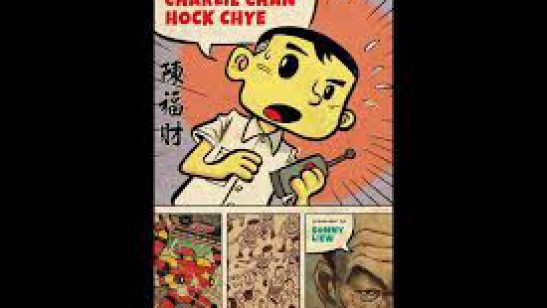 CHARLIE CHAN
HOCK CHYE
陳
福
財
SONNY
LIEW